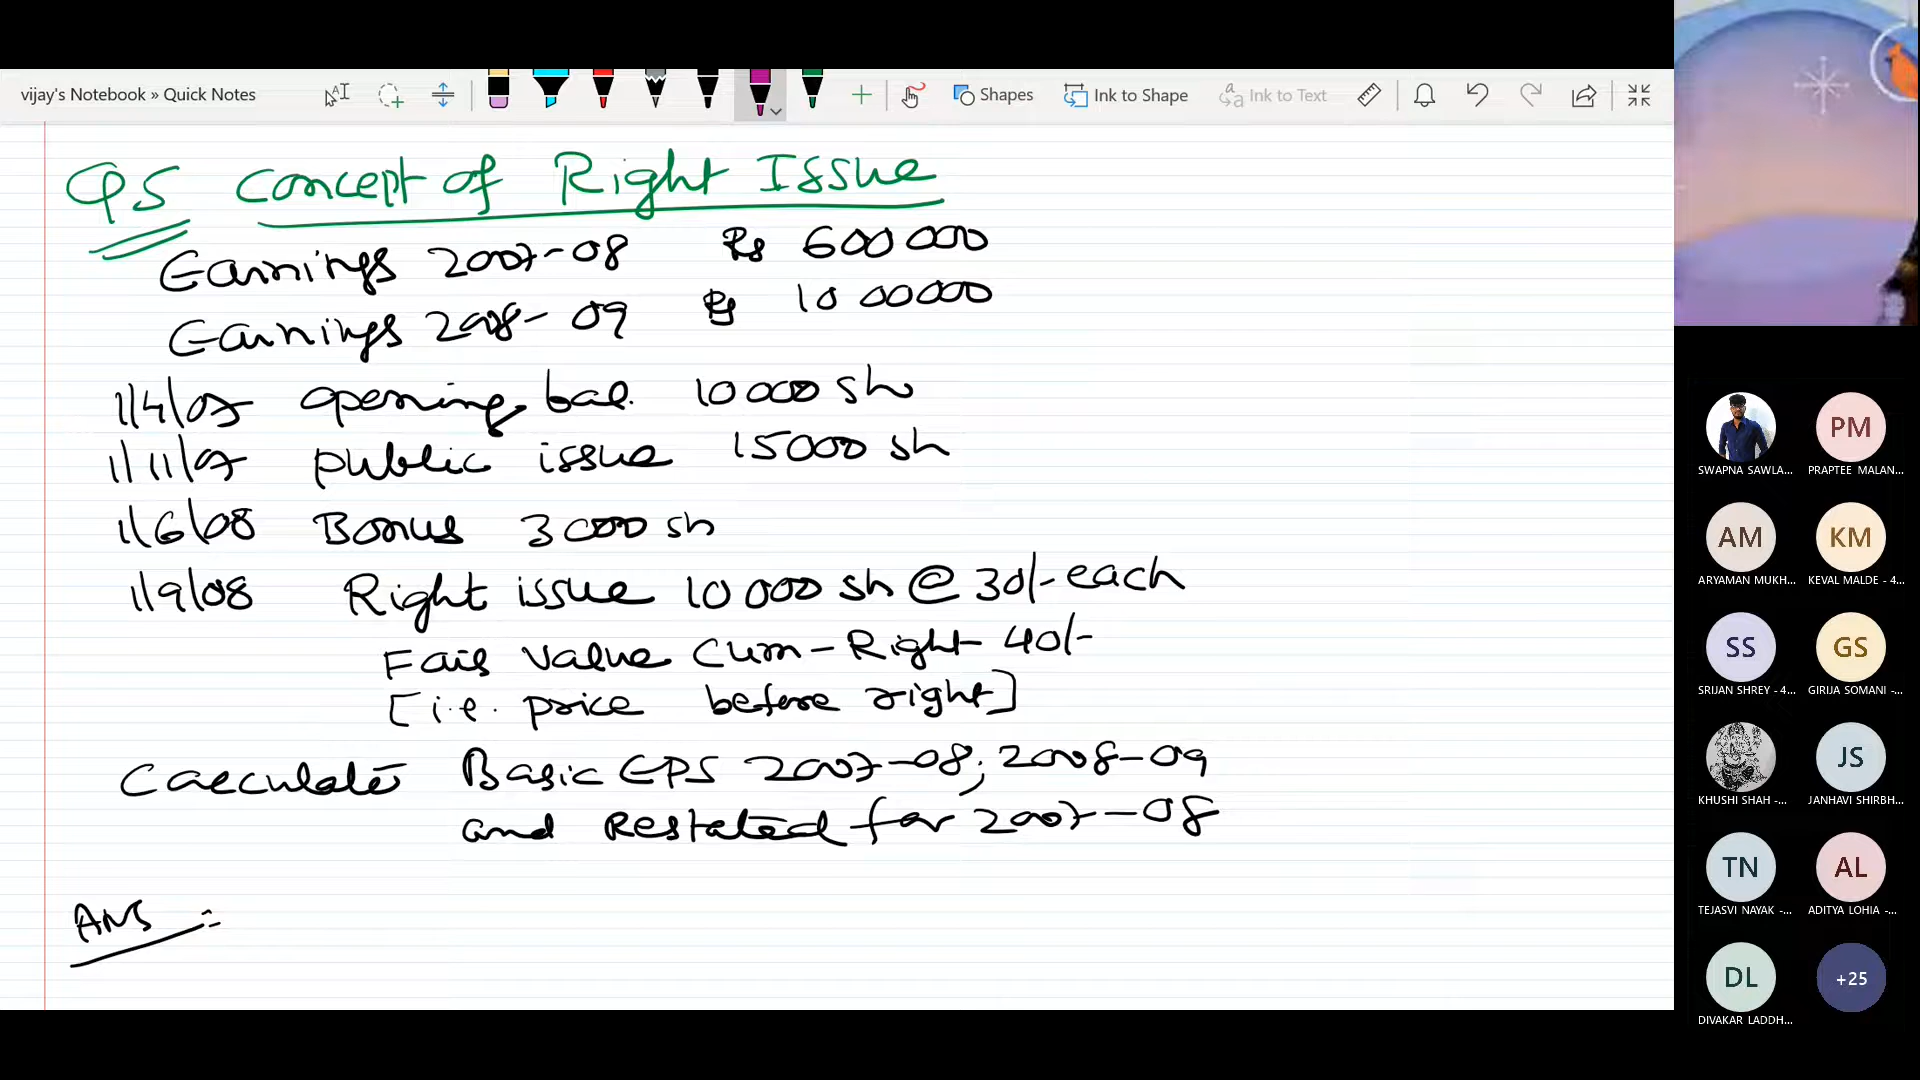 vijay's Notebook » Quick Notes
Shapes
Ink to Shape
Ink to Text
Q5 Concept of Right Issue
Earnings 2007-08 Rs 600000
Earnings 2008-09 Rs 1000000
1/4/07 opening bal. 10000 sh
1/11/07 public issue 15000 sh
1/6/08 Bonus 3000 sh
1/9/08 Right issue 10000 sh @ 30/- each
Fair Value Cum-Right 40/-
[i.e. price before right]
Calculate Basic EPS 2007-08; 2008-09
and Restated for 2007-08
ANS :-
SWAPNA SAWLA...
PM
PRAPTEE MALAN...
AM
ARYAMAN MUKH...
KM
KEVAL MALDE - 4...
SS
SRIJAN SHREY - 4...
GS
GIRIJA SOMANI -...
KHUSHI SHAH -...
JS
JANHAVI SHIRBH...
TN
TEJASVI NAYAK -...
AL
ADITYA LOHIA -...
DL
DIVAKAR LADDH...
+25